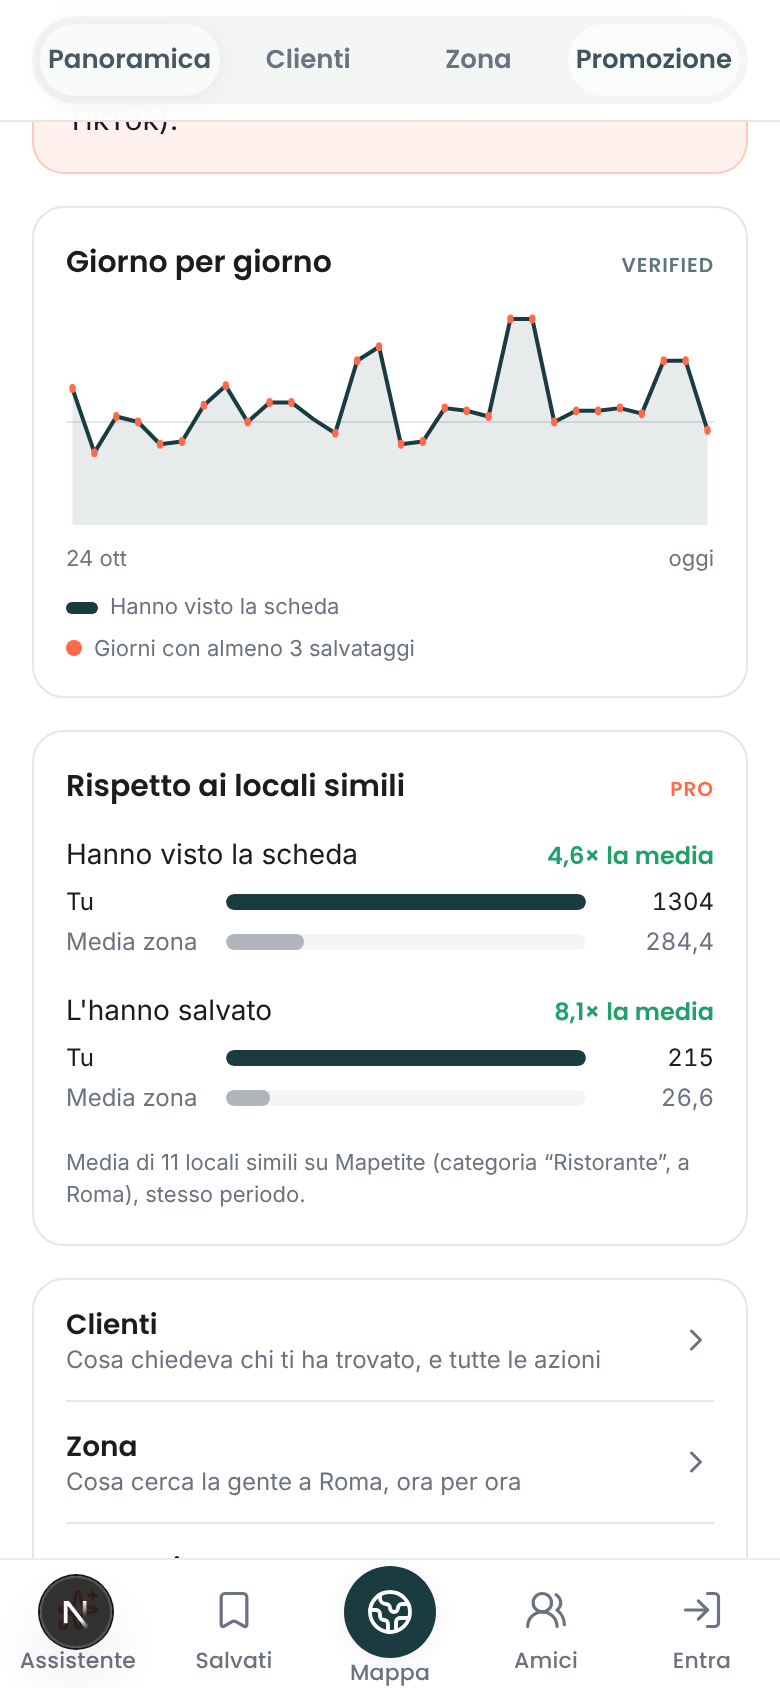 Panoramica
Clienti
Zona
Promozione
TikTok).
Giorno per giorno
VERIFIED
24 ott
oggi
Hanno visto la scheda
Giorni con almeno 3 salvataggi
Rispetto ai locali simili
PRO
Hanno visto la scheda
4,6× la media
Tu
1304
Media zona
284,4
L'hanno salvato
8,1× la media
Tu
215
Media zona
26,6
Media di 11 locali simili su Mapetite (categoria “Ristorante”, a
Roma), stesso periodo.
Clienti
Cosa chiedeva chi ti ha trovato, e tutte le azioni
Zona
Cosa cerca la gente a Roma, ora per ora
N
Assistente
Salvati
Mappa
Amici
Entra